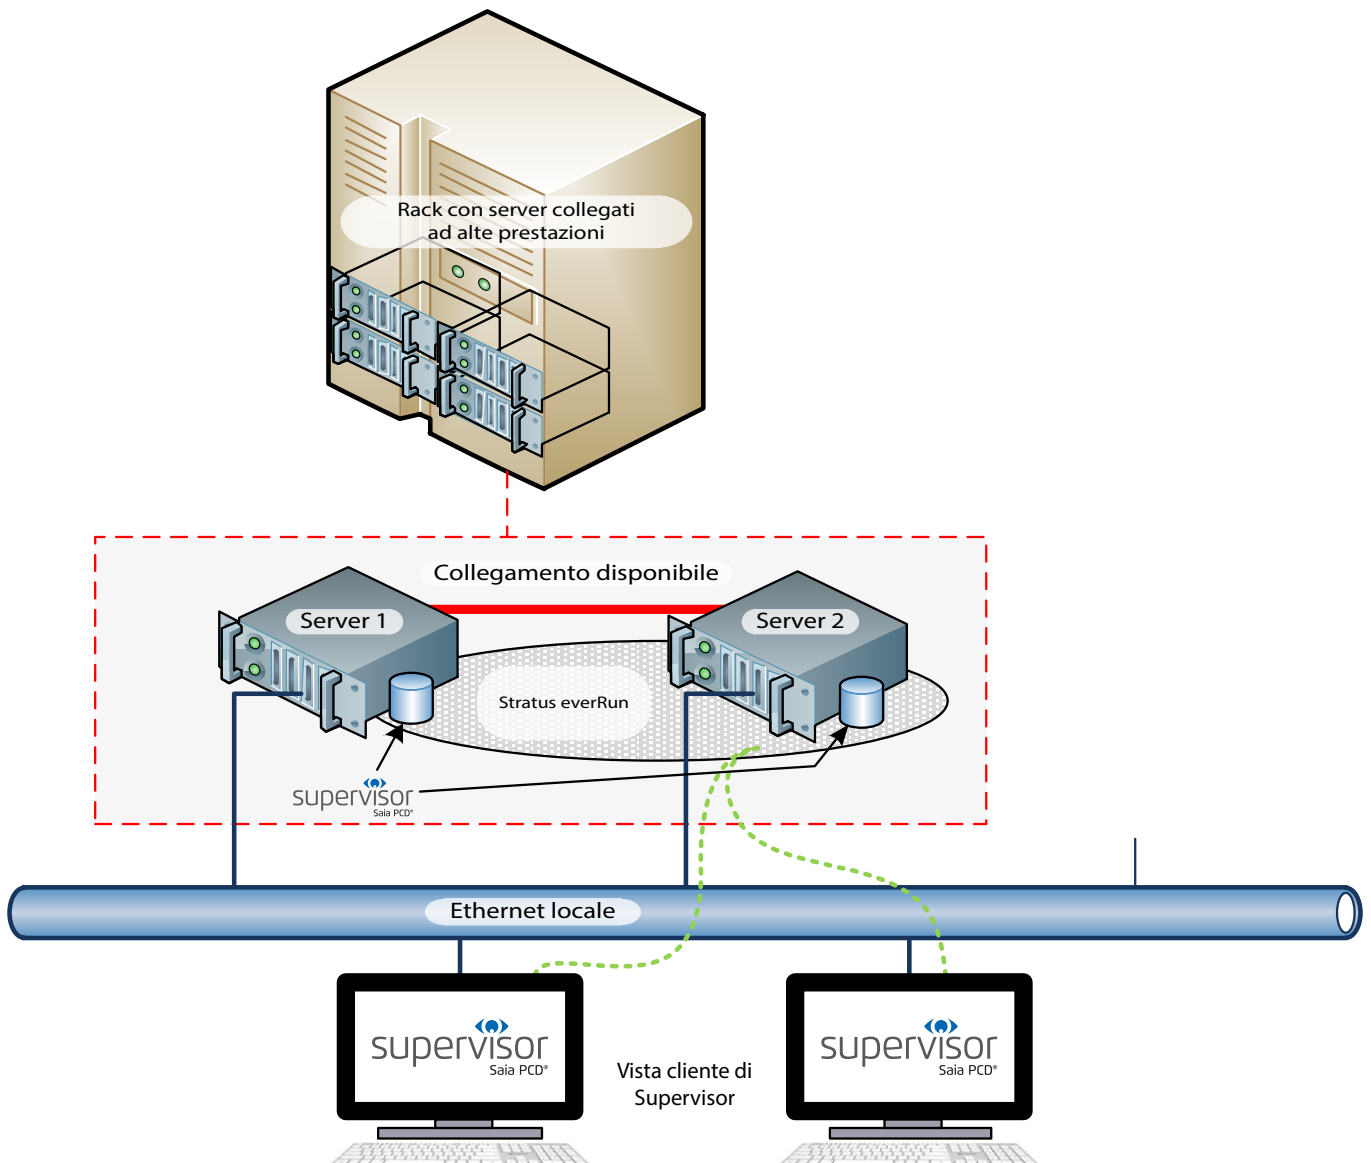 Rack con server collegati
ad alte prestazioni
Collegamento disponibile
Server 1
Server 2
Stratus everRun
supervisor
Saia PCD®
Ethernet locale
supervisor
Saia PCD®
supervisor
Saia PCD®
Vista cliente di
Supervisor